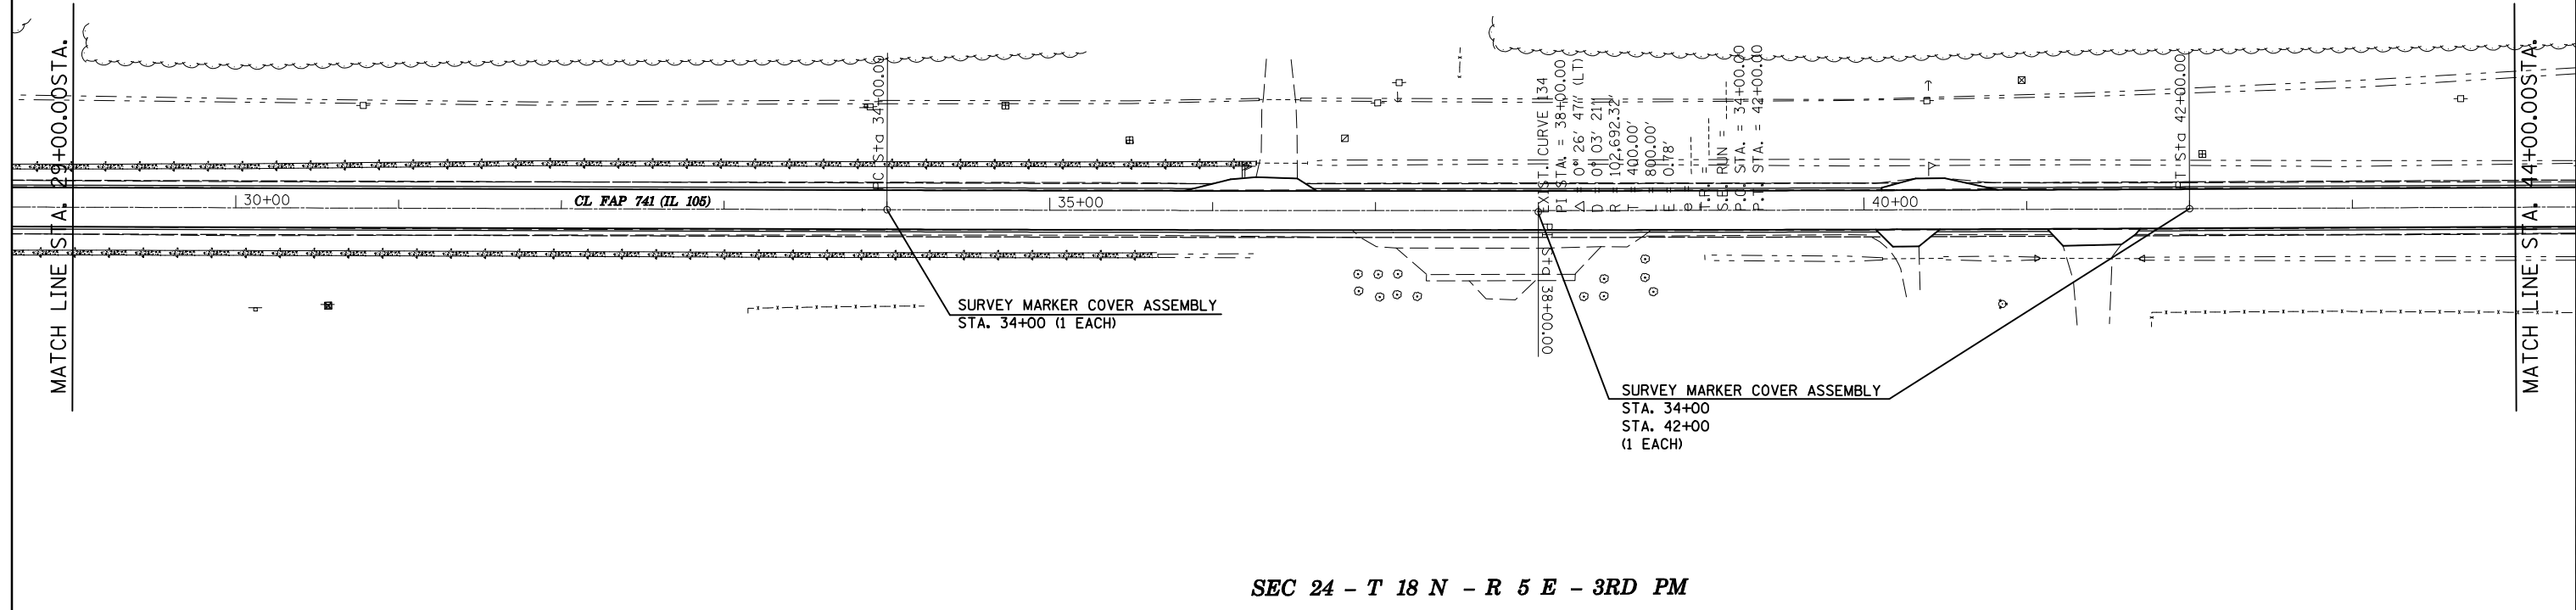 MATCH LINE STA. 29+00.00STA.
30+00
CL FAP 741 (IL 105)
PC Sta 34+00.00
35+00
EXIST. CURVE 134
PI STA. = 38+00.00
△ = 0° 26' 47" (LT)
D = 0° 03' 21"
R = 102,692.32'
T = 400.00'
L = 800.00'
E = 0.78'
e =
T.R. =
S.E. RUN =
P.C. STA. = 34+00.00
P.T. STA. = 42+00.00
PI Sta 38+00.00
40+00
PT Sta 42+00.00
MATCH LINE STA. 44+00.00STA.
SURVEY MARKER COVER ASSEMBLY
STA. 34+00 (1 EACH)
SURVEY MARKER COVER ASSEMBLY
STA. 34+00
STA. 42+00
(1 EACH)
SEC 24 - T 18 N - R 5 E - 3RD PM